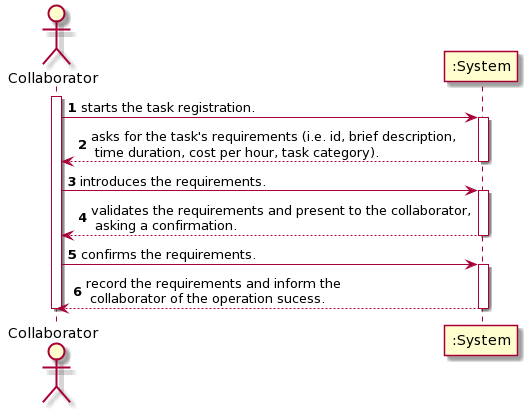 Collaborator
:System
1 starts the task registration.
2 asks for the task's requirements (i.e. id, brief description,
time duration, cost per hour, task category).
3 introduces the requirements.
4 validates the requirements and present to the collaborator,
asking a confirmation.
5 confirms the requirements.
6 record the requirements and inform the
collaborator of the operation sucess.
Collaborator
:System